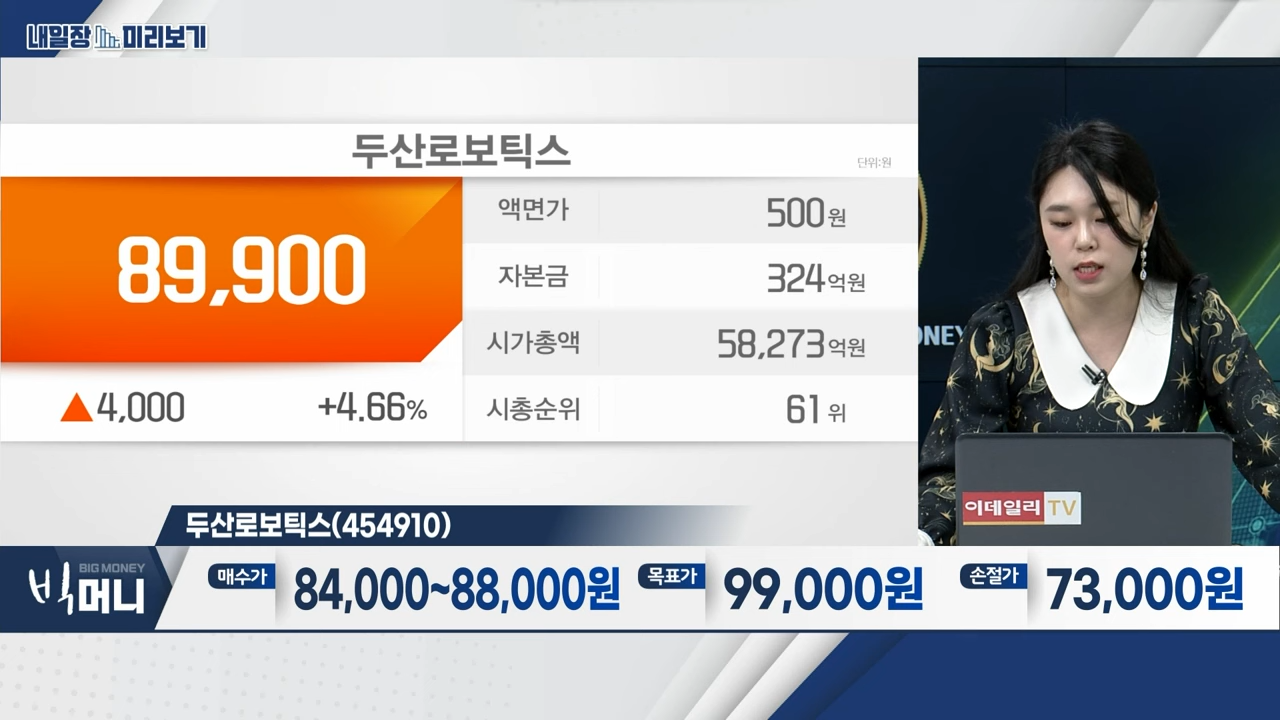 내일장 미리보기
두산로보틱스
단위:원
89,900
▲4,000 +4.66%
액면가 500원
자본금 324억원
시가총액 58,273억원
시총순위 61위
ONEY
이데일리TV
두산로보틱스(454910)
BIG MONEY
빅머니
매수가 84,000~88,000원 목표가 99,000원 손절가 73,000원